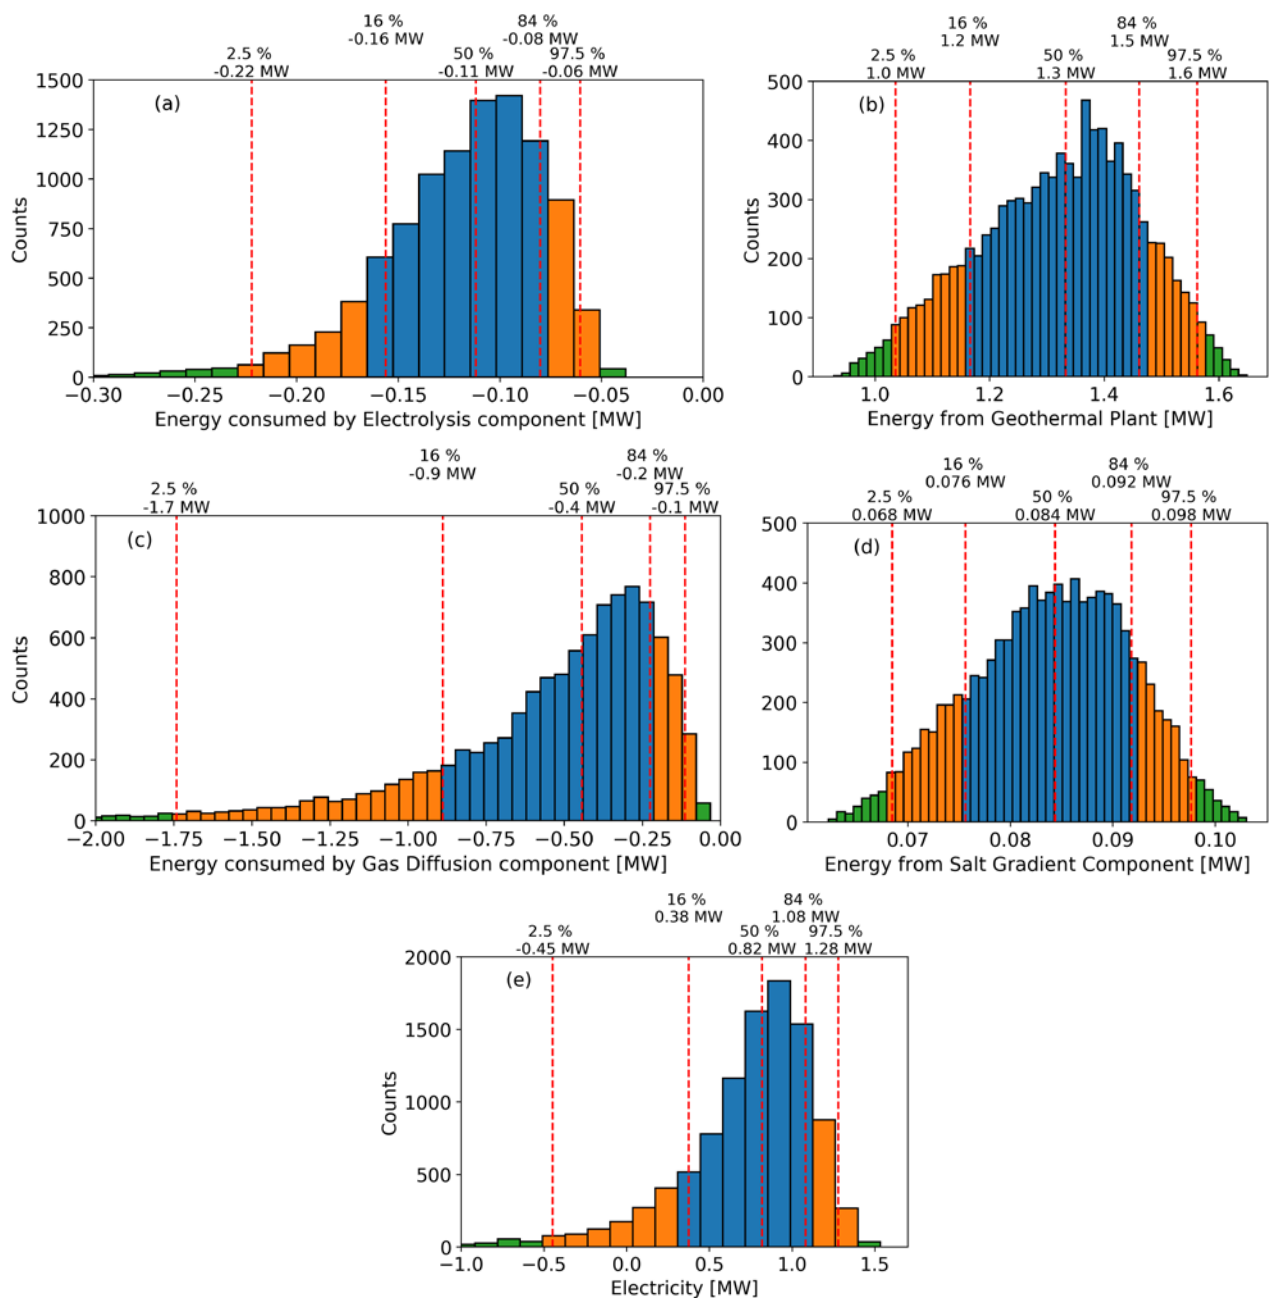 16 %
-0.16 MW
84 %
-0.08 MW
2.5 %
-0.22 MW
50 %
-0.11 MW
97.5 %
-0.06 MW
(a)
1500
1250
1000
750
500
250
0
Counts
−0.30
−0.25
−0.20
−0.15
−0.10
−0.05
0.00
Energy consumed by Electrolysis component [MW]
16 %
1.2 MW
84 %
1.5 MW
2.5 %
1.0 MW
50 %
1.3 MW
97.5 %
1.6 MW
(b)
500
400
300
200
100
0
Counts
1.0
1.2
1.4
1.6
Energy from Geothermal Plant [MW]
16 %
-0.9 MW
84 %
-0.2 MW
2.5 %
-1.7 MW
50 %
-0.4 MW
97.5 %
-0.1 MW
(c)
1000
800
600
400
200
0
Counts
−2.00
−1.75
−1.50
−1.25
−1.00
−0.75
−0.50
−0.25
0.00
Energy consumed by Gas Diffusion component [MW]
16 %
0.076 MW
84 %
0.092 MW
2.5 %
0.068 MW
50 %
0.084 MW
97.5 %
0.098 MW
(d)
500
400
300
200
100
0
Counts
0.07
0.08
0.09
0.10
Energy from Salt Gradient Component [MW]
16 %
0.38 MW
84 %
1.08 MW
2.5 %
-0.45 MW
50 %
0.82 MW
97.5 %
1.28 MW
(e)
2000
1500
1000
500
0
Counts
−1.0
−0.5
0.0
0.5
1.0
1.5
Electricity [MW]